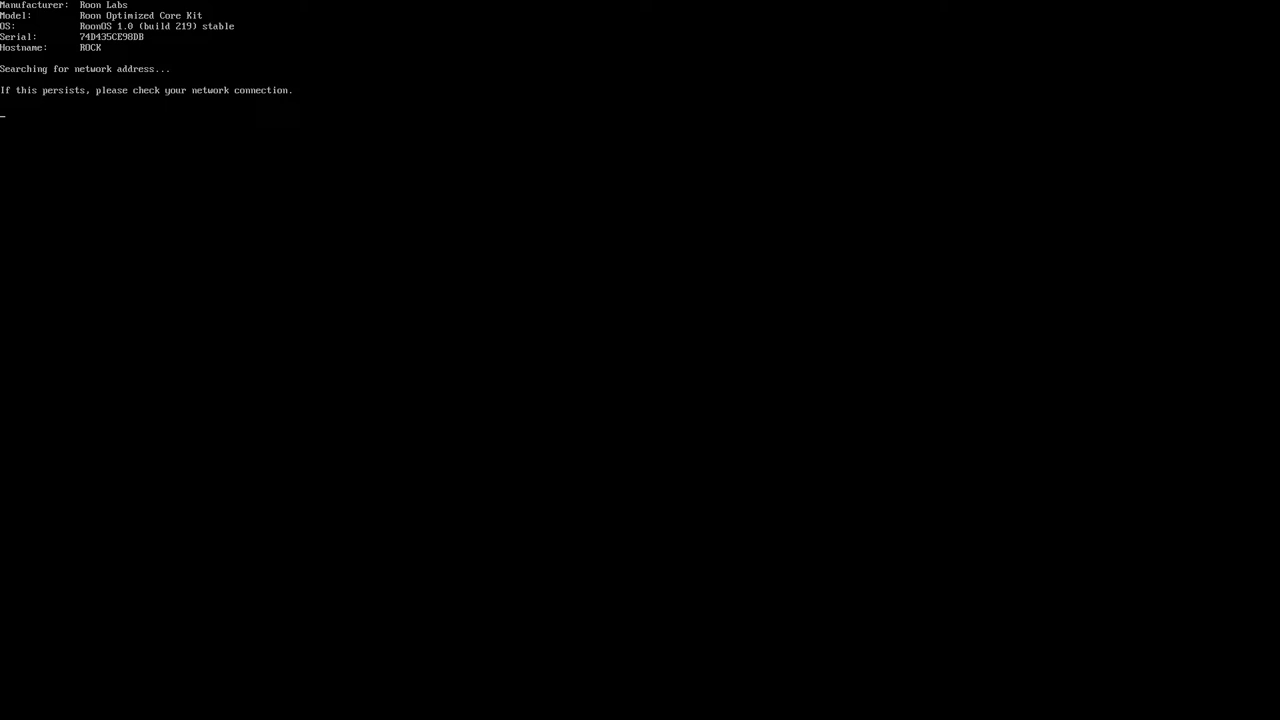 Manufacturer: Roon Labs
Model: Roon Optimized Core Kit
OS: RoonOS 1.0 (build 219) stable
Serial: 74D435CE98DB
Hostname: ROCK
Searching for network address...
If this persists, please check your network connection.
_